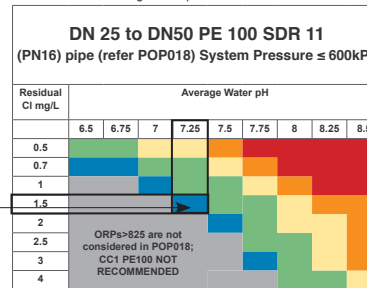 DN 25 to DN50 PE 100 SDR 11
(PN16) pipe (refer POP018) System Pressure ≤ 600kP
Residual
Cl mg/L
Average Water pH
6.5 6.75 7 7.25 7.5 7.75 8 8.25 8.5
0.5
0.7
1
1.5
2
2.5
3
4
ORPs>825 are not
considered in POP018;
CC1 PE100 NOT
RECOMMENDED